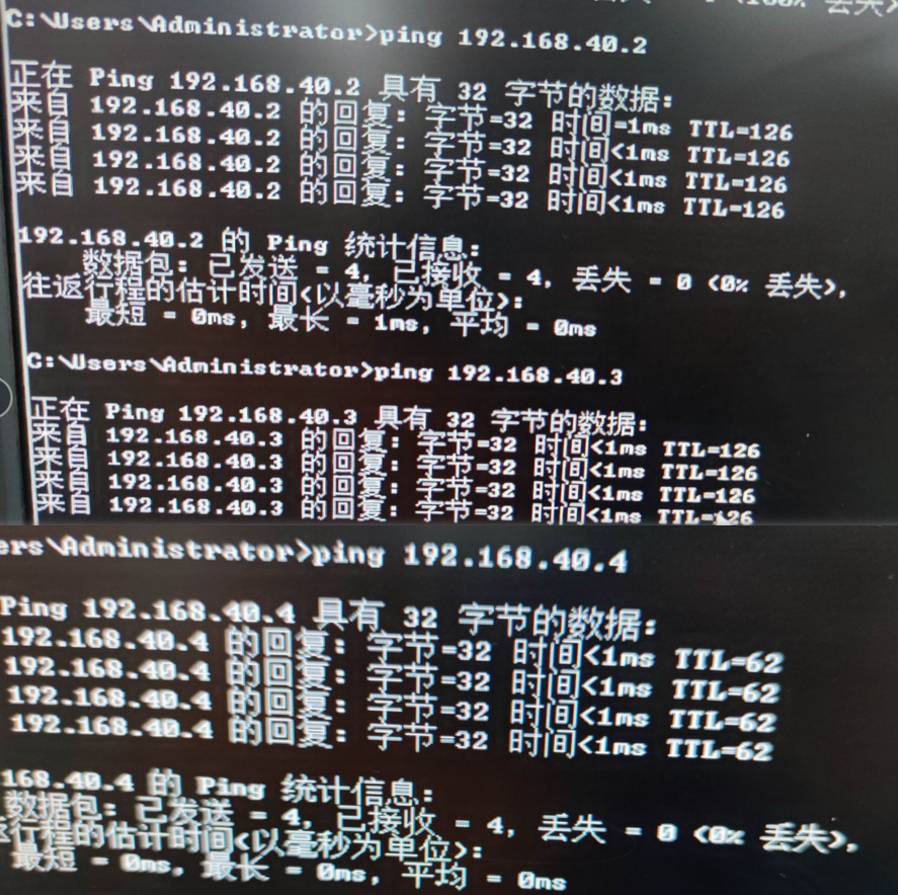 丢失
C:\Users\Administrator>ping 192.168.40.2
正在 Ping 192.168.40.2 具有 32 字节的数据:
来自 192.168.40.2 的回复: 字节=32 时间=1ms TTL=126
来自 192.168.40.2 的回复: 字节=32 时间<1ms TTL=126
来自 192.168.40.2 的回复: 字节=32 时间<1ms TTL=126
来自 192.168.40.2 的回复: 字节=32 时间<1ms TTL=126
192.168.40.2 的 Ping 统计信息:
数据包: 已发送 = 4, 已接收 = 4, 丢失 = 0 (0% 丢失),
往返行程的估计时间(以毫秒为单位):
最短 = 0ms, 最长 = 1ms, 平均 = 0ms
C:\Users\Administrator>ping 192.168.40.3
正在 Ping 192.168.40.3 具有 32 字节的数据:
来自 192.168.40.3 的回复: 字节=32 时间<1ms TTL=126
来自 192.168.40.3 的回复: 字节=32 时间<1ms TTL=126
来自 192.168.40.3 的回复: 字节=32 时间<1ms TTL=126
来自 192.168.40.3 的回复: 字节=32 时间<1ms TTL=126
ers\Administrator>ping 192.168.40.4
Ping 192.168.40.4 具有 32 字节的数据:
192.168.40.4 的回复: 字节=32 时间<1ms TTL=62
192.168.40.4 的回复: 字节=32 时间<1ms TTL=62
192.168.40.4 的回复: 字节=32 时间<1ms TTL=62
192.168.40.4 的回复: 字节=32 时间<1ms TTL=62
168.40.4 的 Ping 统计信息:
数据包: 已发送 = 4, 已接收 = 4, 丢失 = 0 (0% 丢失),
返行程的估计时间(以毫秒为单位):
最短 = 0ms, 最长 = 0ms, 平均 = 0ms